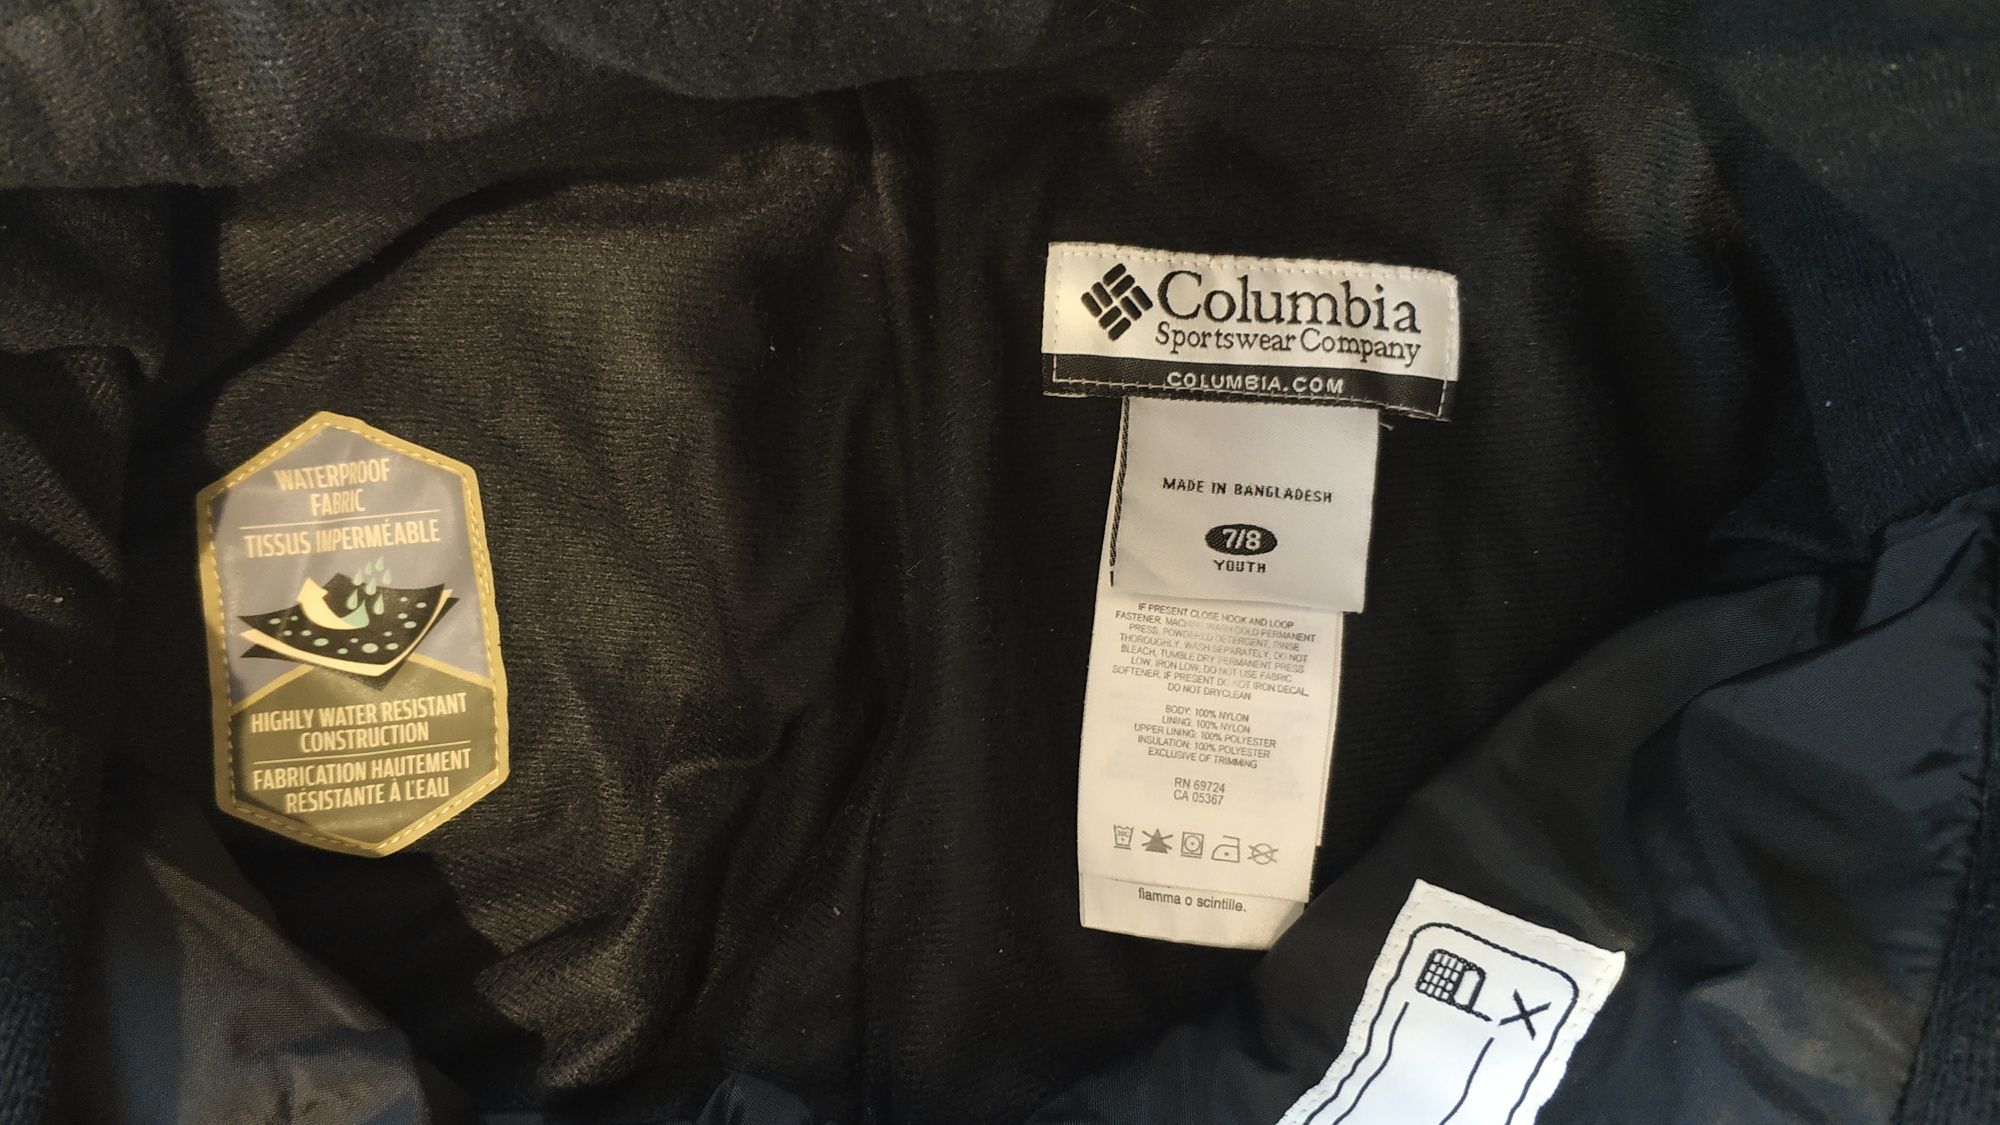 WATERPROOF
FABRIC
TISSUS IMPERMÉABLE
HIGHLY WATER RESISTANT
CONSTRUCTION
FABRICATION HAUTEMENT
RÉSISTANTE À L'EAU
Columbia
Sportswear Company
COLUMBIA.COM
MADE IN BANGLADESH
7/8
YOUTH
IF PRESENT CLOSE HOOK AND LOOP
FASTENER. MACHINE WASH COLD PERMANENT
PRESS, POWDERED DETERGENT, RINSE
THOROUGHLY. WASH SEPARATELY, DO NOT
BLEACH, TUMBLE DRY PERMANENT PRESS
LOW, IRON LOW, DO NOT USE FABRIC
SOFTENER, IF PRESENT DO NOT IRON DECAL,
DO NOT DRYCLEAN
BODY: 100% NYLON
LINING: 100% NYLON
UPPER LINING: 100% POLYESTER
INSULATION: 100% POLYESTER
EXCLUSIVE OF TRIMMING
RN 69724
CA 05367
30C
fiamma o scintille.